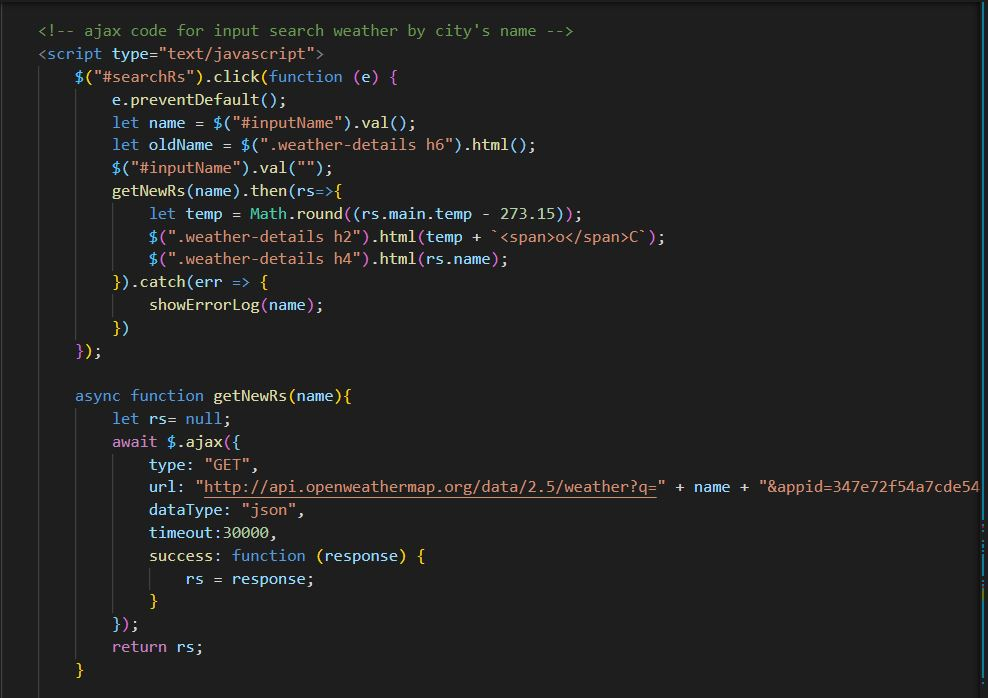 <!-- ajax code for input search weather by city's name -->
<script type="text/javascript">
$("#searchRs").click(function (e) {
e.preventDefault();
let name = $("#inputName").val();
let oldName = $(".weather-details h6").html();
$("#inputName").val("");
getNewRs(name).then(rs=>{
let temp = Math.round((rs.main.temp - 273.15));
$(".weather-details h2").html(temp + `<span>o</span>C`);
$(".weather-details h4").html(rs.name);
}).catch(err => {
showErrorLog(name);
})
});
async function getNewRs(name){
let rs= null;
await $.ajax({
type: "GET",
url: "http://api.openweathermap.org/data/2.5/weather?q=" + name + "&appid=347e72f54a7cde54
dataType: "json",
timeout:30000,
success: function (response) {
rs = response;
}
});
return rs;
}